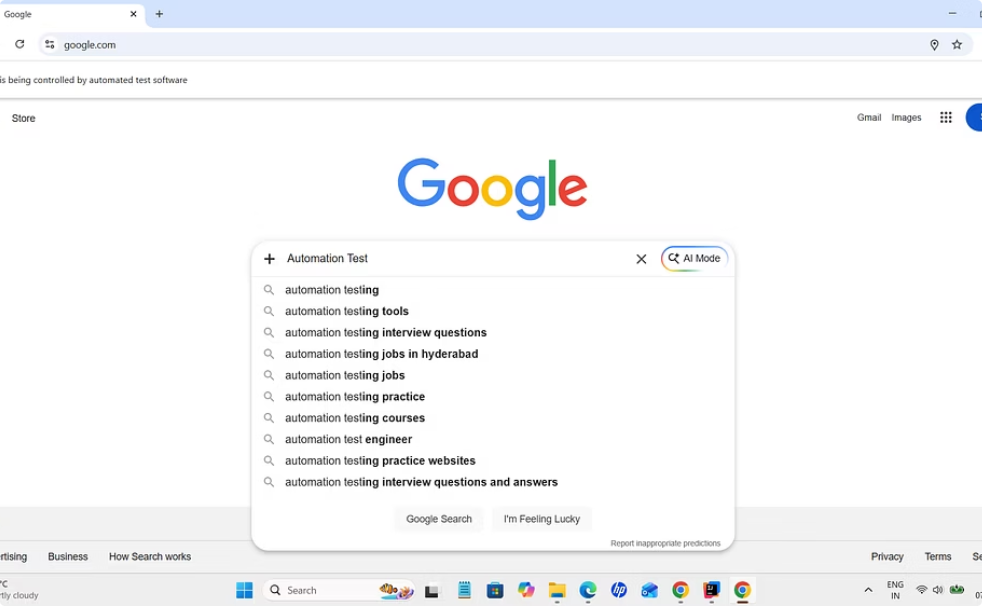 Google
google.com
is being controlled by automated test software
Store
Gmail Images
Google
Automation Test
AI Mode
automation testing
automation testing tools
automation testing interview questions
automation testing jobs in hyderabad
automation testing jobs
automation testing practice
automation testing courses
automation test engineer
automation testing practice websites
automation testing interview questions and answers
Google Search I'm Feeling Lucky
Report inappropriate predictions
rtising Business How Search works
Privacy Terms Se
°C
rtly cloudy
Search
hp
ENG
IN
07